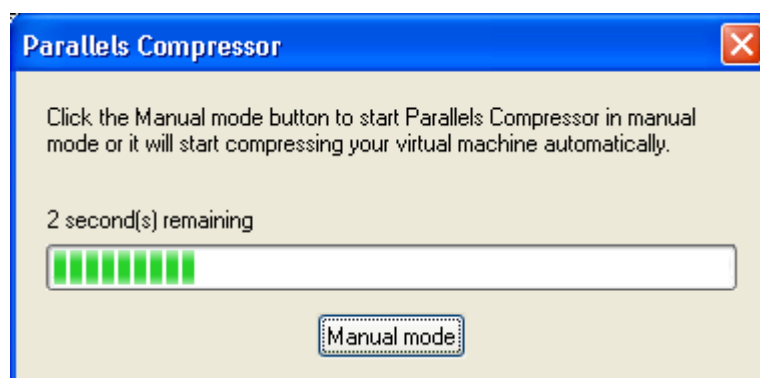 Parallels Compressor
Click the Manual mode button to start Parallels Compressor in manual
mode or it will start compressing your virtual machine automatically.
2 second(s) remaining
Manual mode